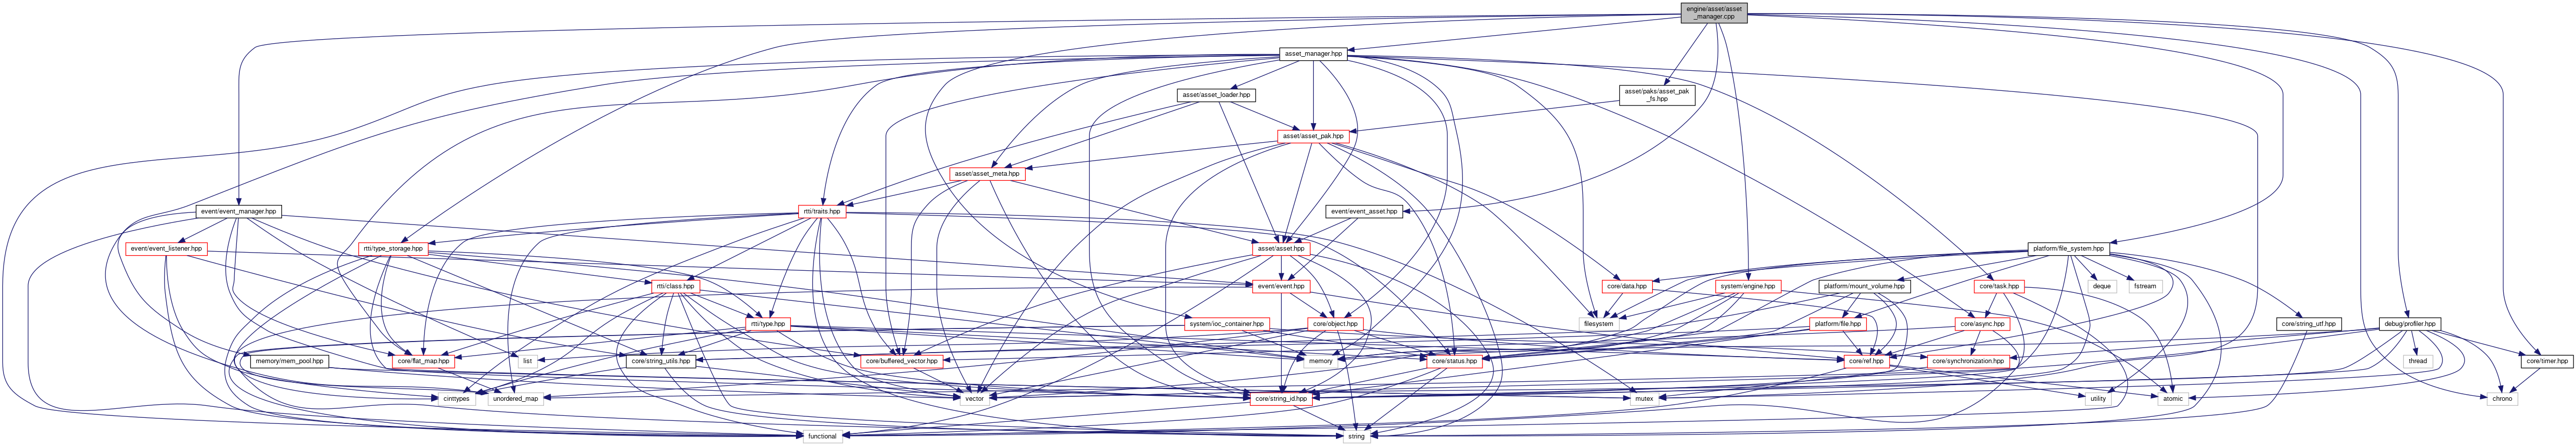 engine/asset/asset
_manager.cpp
asset_manager.hpp
asset/asset_loader.hpp
asset/paks/asset_pak
_fs.hpp
asset/asset_pak.hpp
asset/asset_meta.hpp
event/event_manager.hpp
rtti/traits.hpp
event/event_asset.hpp
event/event_listener.hpp
rtti/type_storage.hpp
asset/asset.hpp
platform/file_system.hpp
rtti/class.hpp
event/event.hpp
core/data.hpp
system/engine.hpp
platform/mount_volume.hpp
core/task.hpp
deque
fstream
rtti/type.hpp
system/ioc_container.hpp
core/object.hpp
filesystem
platform/file.hpp
core/async.hpp
core/string_utf.hpp
debug/profiler.hpp
memory/mem_pool.hpp
core/flat_map.hpp
list
core/string_utils.hpp
core/buffered_vector.hpp
memory
core/status.hpp
core/ref.hpp
core/synchronization.hpp
thread
core/timer.hpp
cinttypes
unordered_map
vector
core/string_id.hpp
mutex
utility
atomic
chrono
functional
string